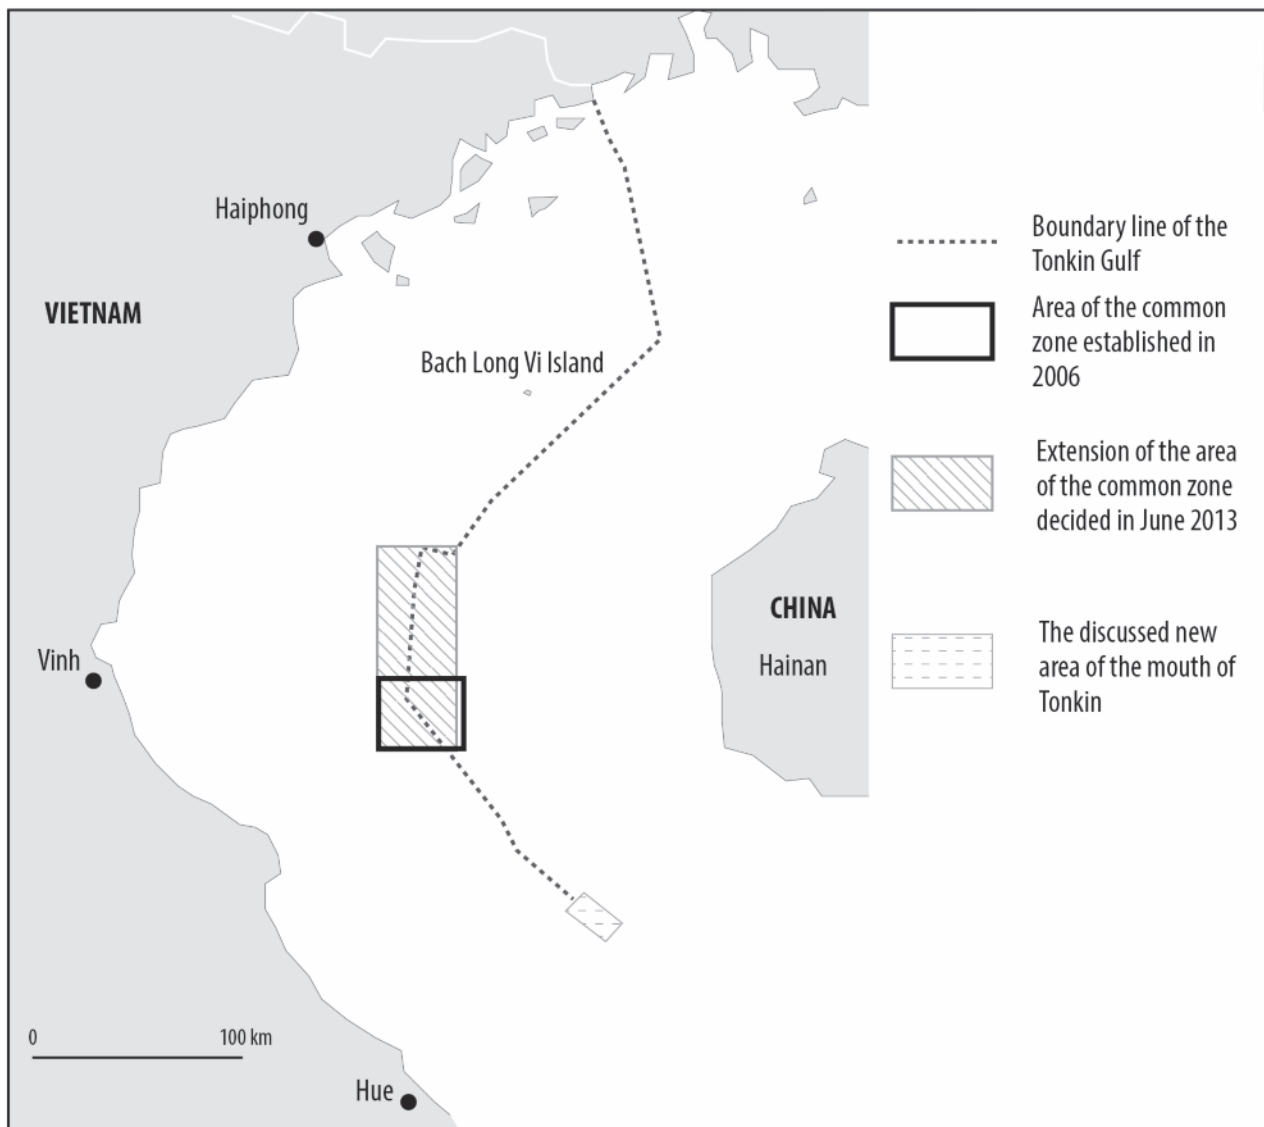 Haiphong
VIETNAM
Bach Long Vi Island
Vinh
CHINA
Hainan
0 100 km
Hue
Boundary line of the
Tonkin Gulf
Area of the common
zone established in
2006
Extension of the area
of the common zone
decided in June 2013
The discussed new
area of the mouth of
Tonkin